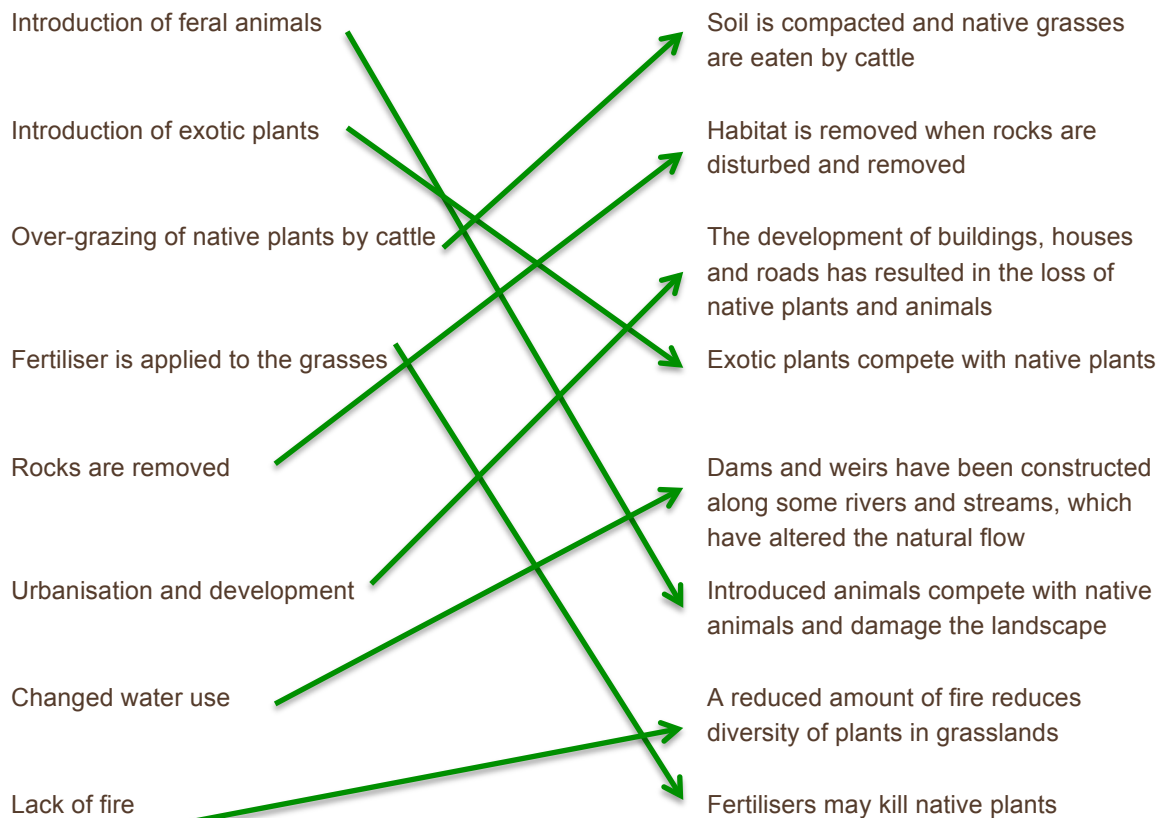 Introduction of feral animals
Soil is compacted and native grasses
are eaten by cattle
Introduction of exotic plants
Habitat is removed when rocks are
disturbed and removed
Over-grazing of native plants by cattle
The development of buildings, houses
and roads has resulted in the loss of
native plants and animals
Fertiliser is applied to the grasses
Exotic plants compete with native plants
Rocks are removed
Dams and weirs have been constructed
along some rivers and streams, which
have altered the natural flow
Urbanisation and development
Introduced animals compete with native
animals and damage the landscape
Changed water use
A reduced amount of fire reduces
diversity of plants in grasslands
Lack of fire
Fertilisers may kill native plants